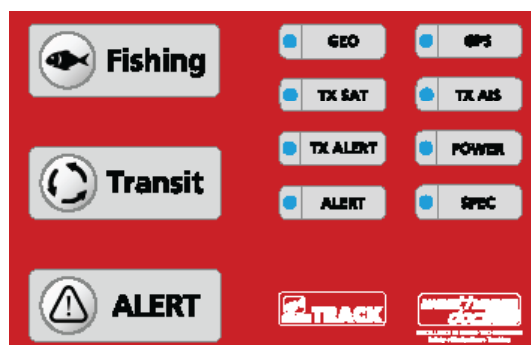 Fishing
GEO
GPS
TX SAT
TX AIS
Transit
TX ALERT
POWER
ALERT
SPEC
ALERT
TRACK